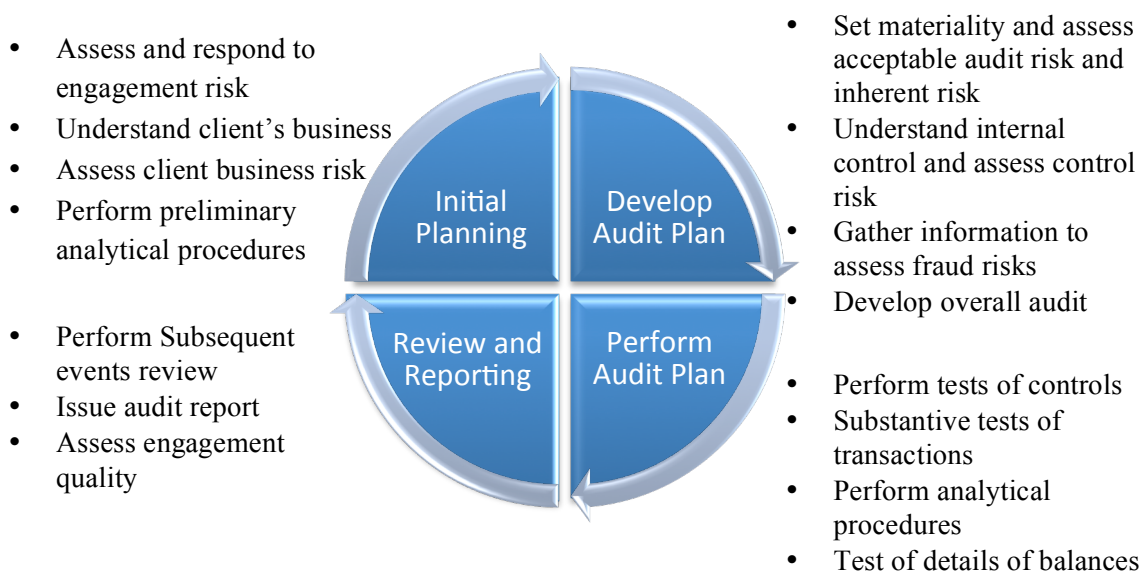 • Assess and respond to
engagement risk
• Understand client’s business
• Assess client business risk
• Perform preliminary
analytical procedures
Initial
Planning
Develop
Audit Plan
• Set materiality and assess
acceptable audit risk and
inherent risk
• Understand internal
control and assess control
risk
• Gather information to
assess fraud risks
• Develop overall audit
• Perform Subsequent
events review
• Issue audit report
• Assess engagement
quality
Review and
Reporting
Perform
Audit Plan
• Perform tests of controls
• Substantive tests of
transactions
• Perform analytical
procedures
• Test of details of balances